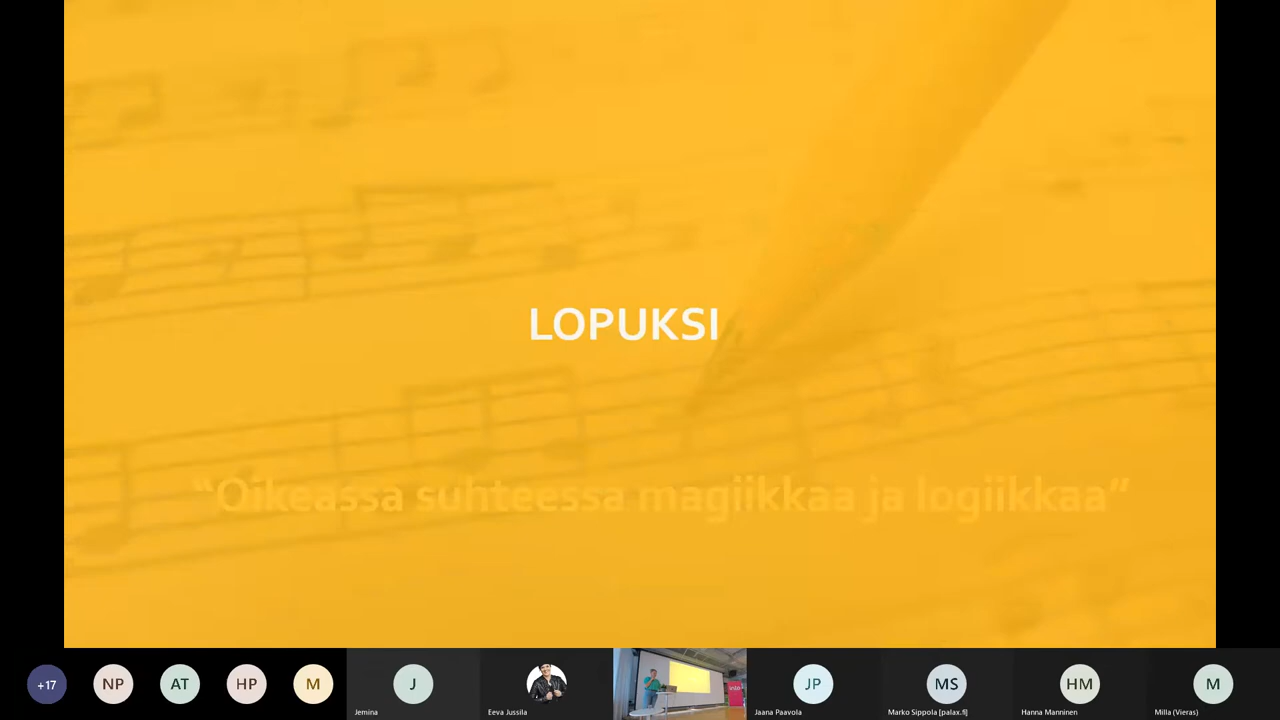 LOPUKSI
“Oikeassa suhteessa magiikkaa ja logiikkaa”
+17
NP
AT
HP
M
J
Jemina
Eeva Jussila
JP
Jaana Paavola
MS
Marko Sippola [palax.fi]
HM
Hanna Manninen
M
Milla (Vieras)